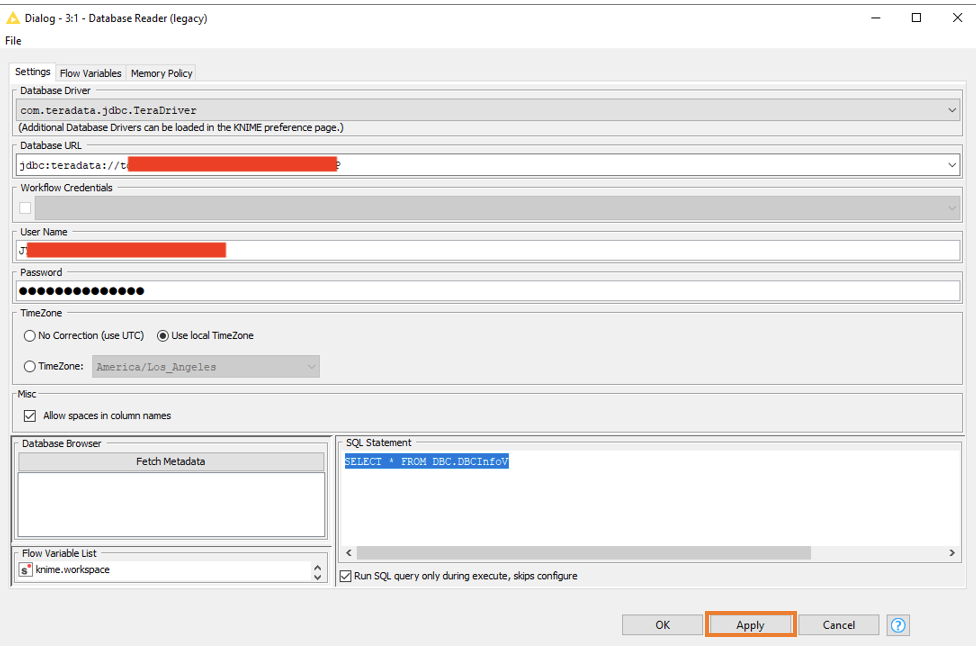 Dialog - 3:1 - Database Reader (legacy)
File
Settings Flow Variables Memory Policy
Database Driver
com.teradata.jdbc.TeraDriver
(Additional Database Drivers can be loaded in the KNIME preference page.)
Database URL
jdbc:teradata://t
Workflow Credentials
User Name
J
Password
●●●●●●●●●●●●●●
TimeZone
No Correction (use UTC) Use local TimeZone
TimeZone: America/Los_Angeles
Misc
Allow spaces in column names
Database Browser
Fetch Metadata
SQL Statement
SELECT * FROM DBC.DBCInfoV
Flow Variable List
s knime.workspace
Run SQL query only during execute, skips configure
OK Apply Cancel ?